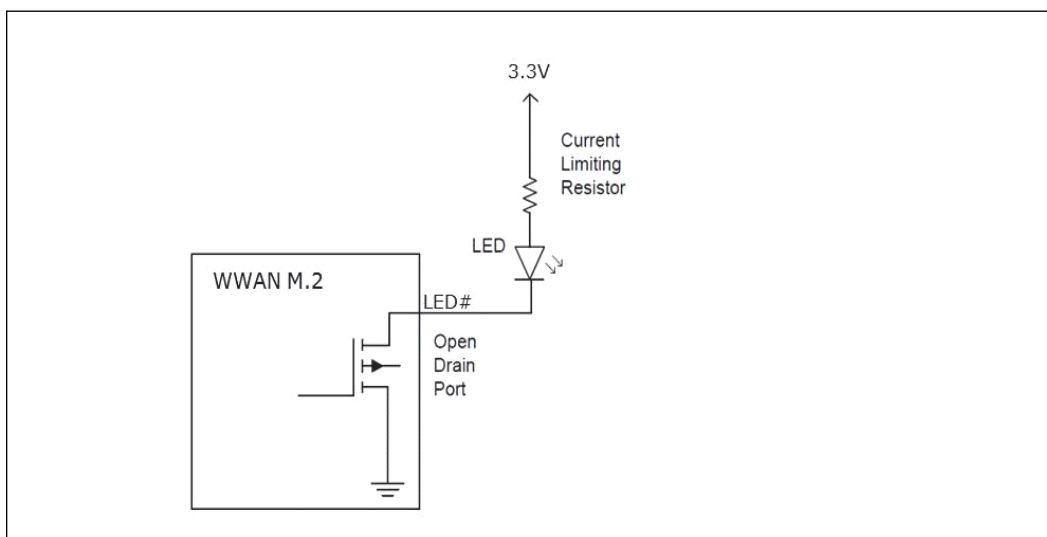 3.3V
Current
Limiting
Resistor
LED
WWAN M.2
LED#
Open
Drain
Port